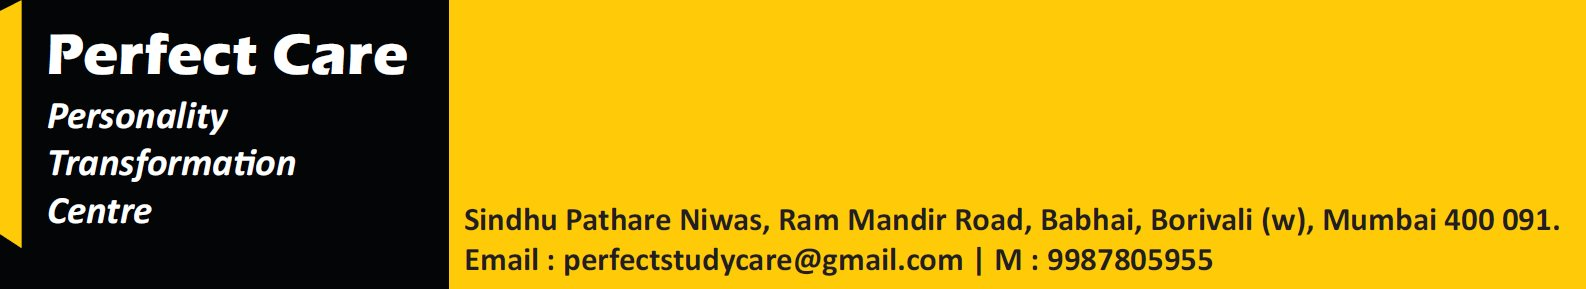 Perfect Care
Personality
Transformation
Centre
Sindhu Pathare Niwas, Ram Mandir Road, Babhai, Borivali (w), Mumbai 400 091.
Email : perfectstudycare@gmail.com | M : 9987805955